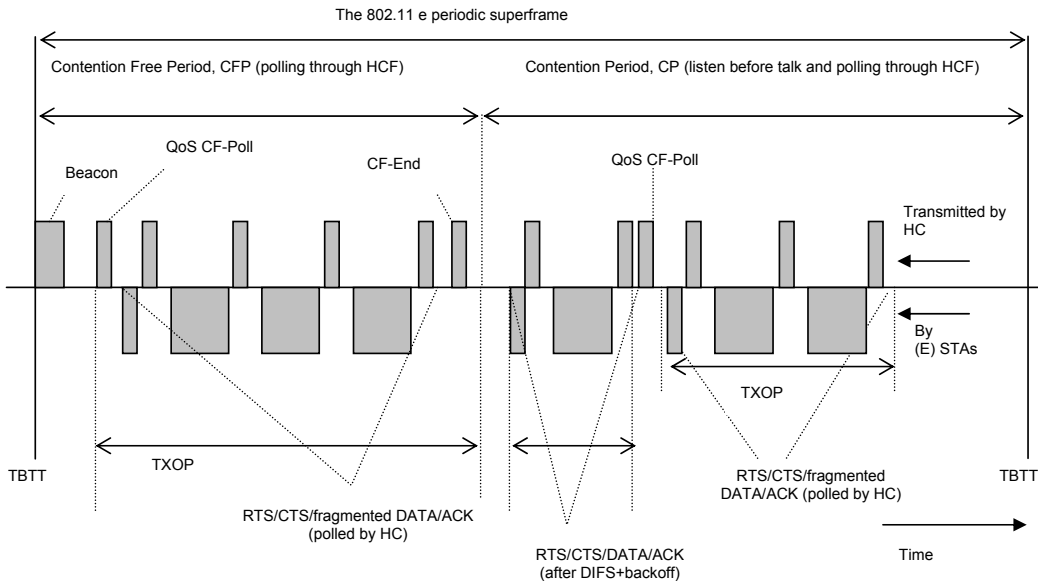 The 802.11 e periodic superframe
Contention Free Period, CFP (polling through HCF)
Contention Period, CP (listen before talk and polling through HCF)
QoS CF-Poll
Beacon
CF-End
QoS CF-Poll
Transmitted by
HC
By
(E) STAs
TXOP
TXOP
TBTT
TBTT
RTS/CTS/fragmented DATA/ACK
(polled by HC)
RTS/CTS/DATA/ACK
(after DIFS+backoff)
RTS/CTS/fragmented
DATA/ACK (polled by HC)
Time